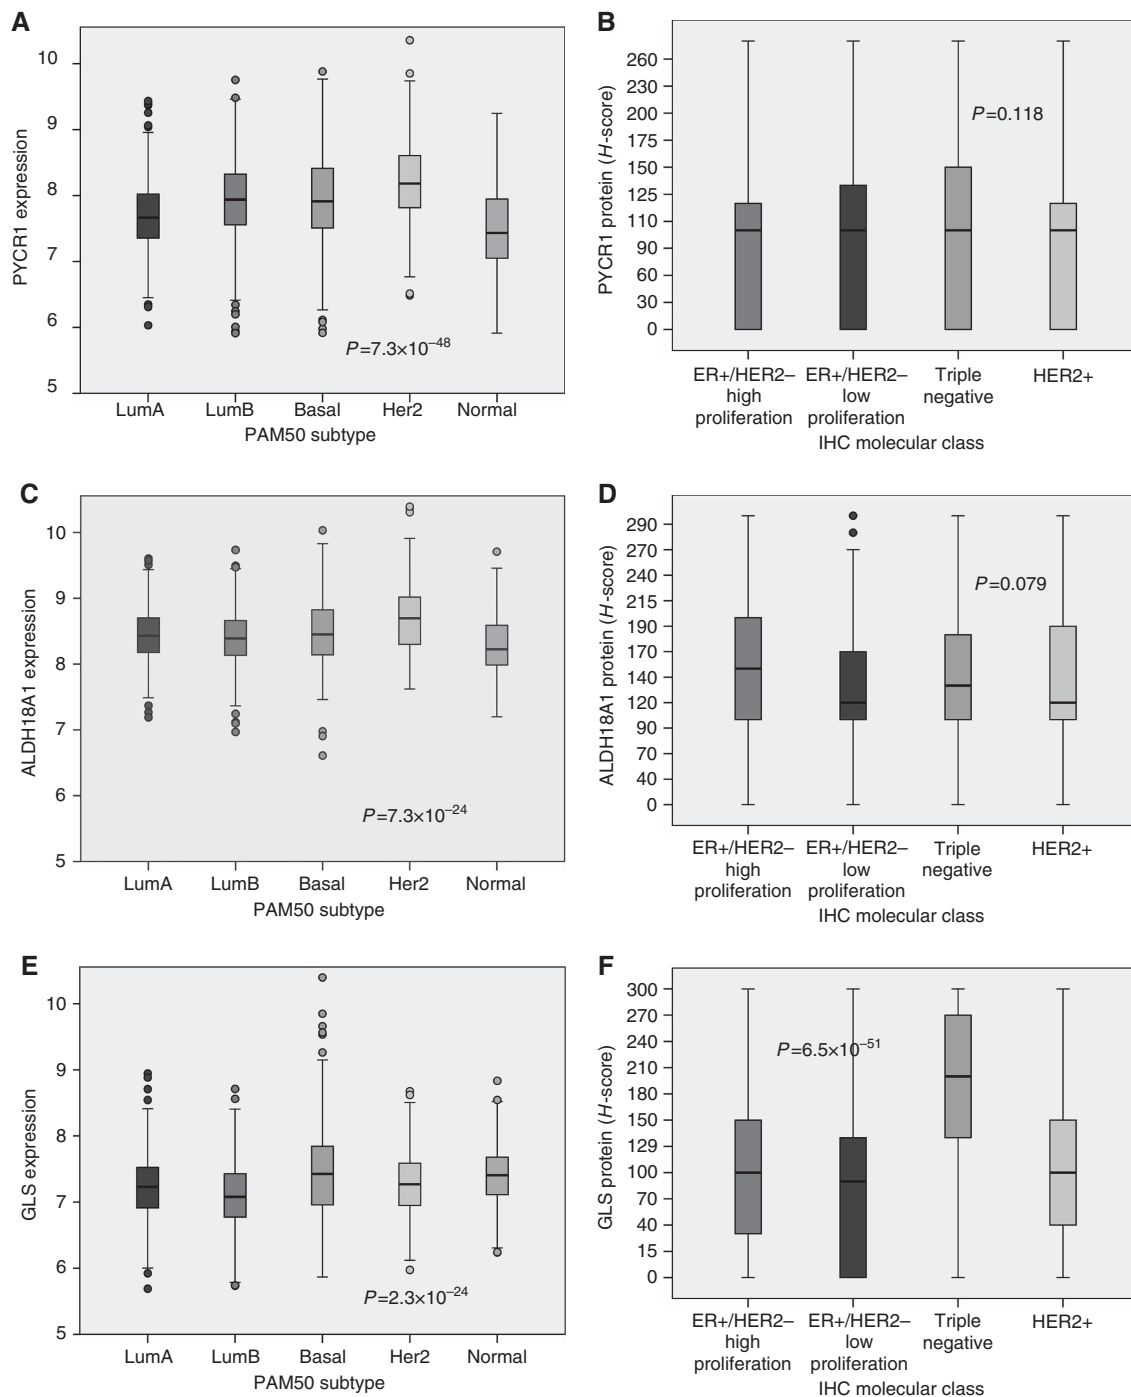 A
PYCR1 expression
10
9
8
7
6
5
P=7.3×10–48
LumA LumB Basal Her2 Normal
PAM50 subtype
B
PYCR1 protein (H-score)
260
230
200
175
150
125
110
90
60
30
0
P=0.118
ER+/HER2– high proliferation
ER+/HER2– low proliferation
Triple negative
HER2+
IHC molecular class
C
ALDH18A1 expression
10
9
8
7
6
5
P=7.3×10–24
LumA LumB Basal Her2 Normal
PAM50 subtype
D
ALDH18A1 protein (H-score)
290
270
240
215
190
170
140
120
90
70
40
0
P=0.079
ER+/HER2– high proliferation
ER+/HER2– low proliferation
Triple negative
HER2+
IHC molecular class
E
GLS expression
10
9
8
7
6
5
P=2.3×10–24
LumA LumB Basal Her2 Normal
PAM50 subtype
F
GLS protein (H-score)
300
270
240
210
180
150
129
100
70
40
15
0
P=6.5×10–51
ER+/HER2– high proliferation
ER+/HER2– low proliferation
Triple negative
HER2+
IHC molecular class